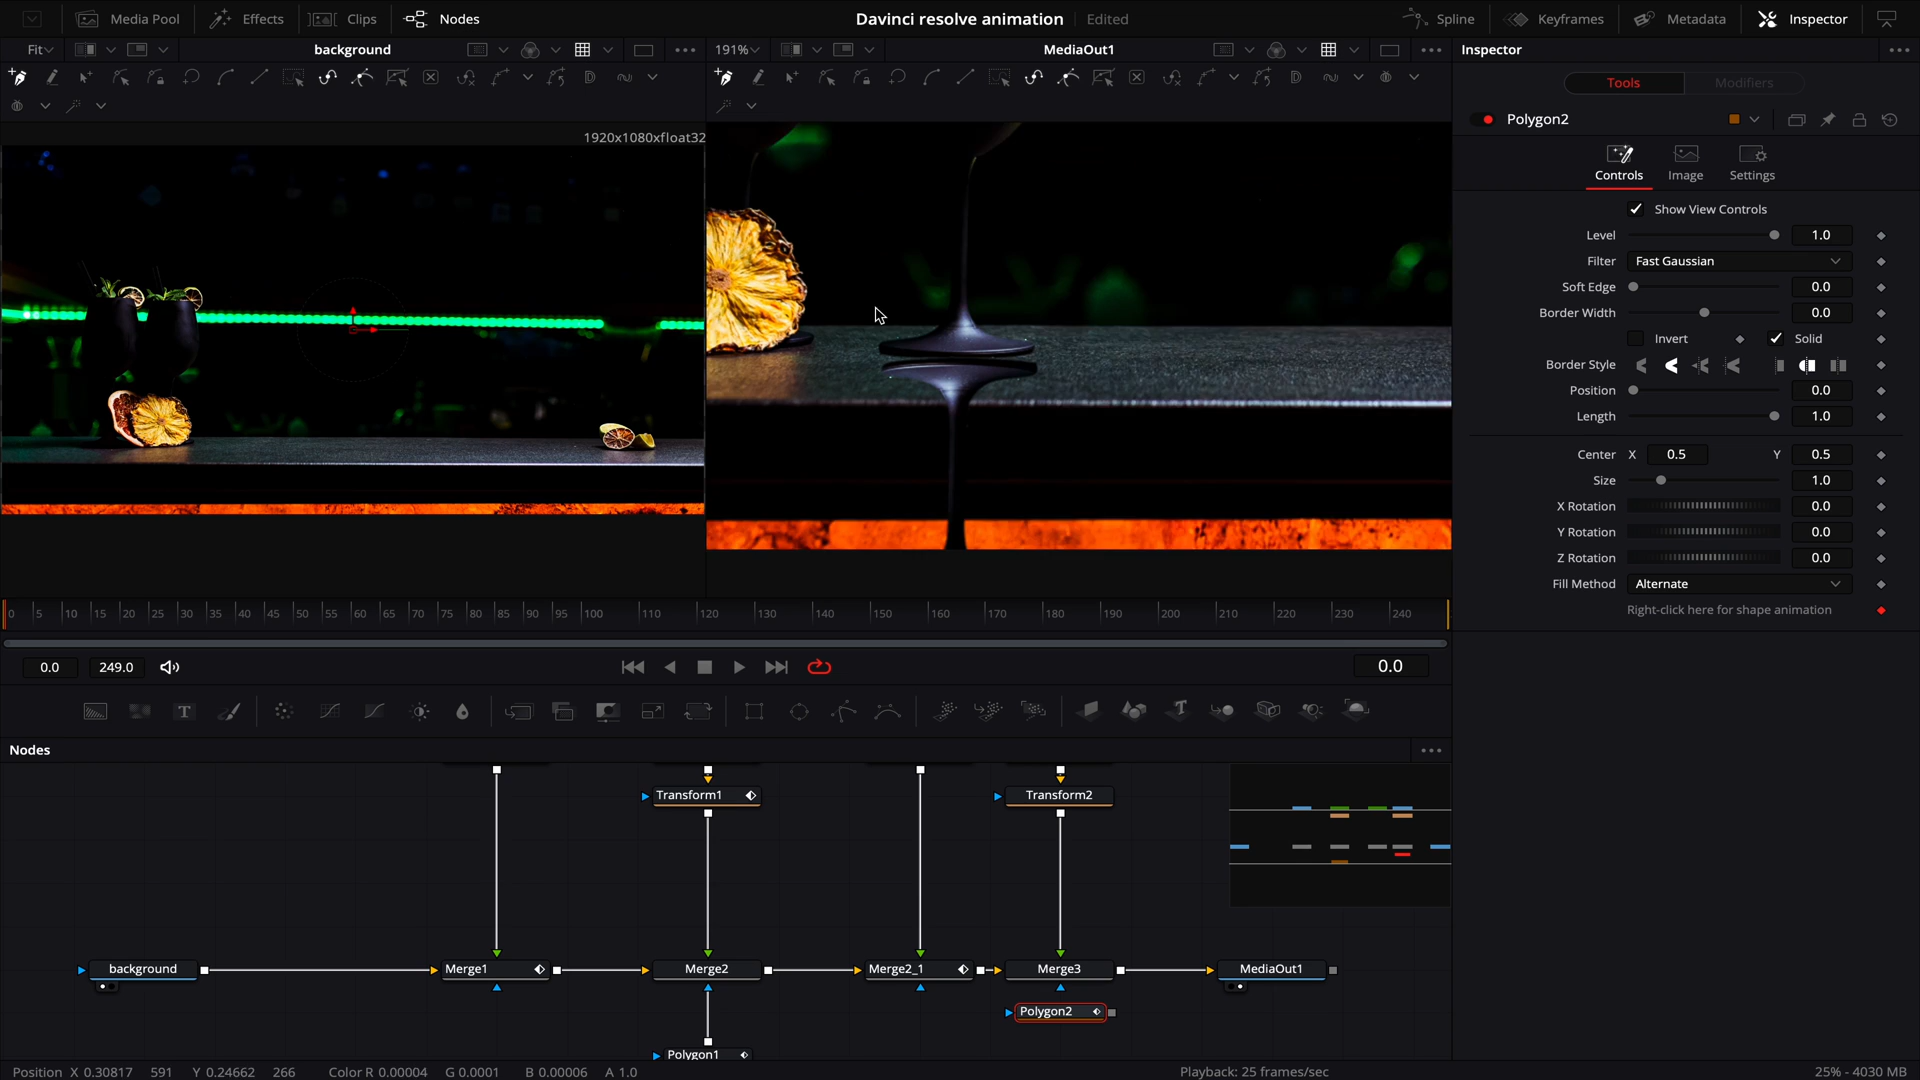 Media Pool Effects Clips Nodes Davinci resolve animation Edited Spline Keyframes Metadata Inspector
Fit background 191% MediaOut1 Inspector
Tools Modifiers
Polygon2
1920x1080xfloat32
Controls Image Settings
Show View Controls
Level 1.0
Filter Fast Gaussian
Soft Edge 0.0
Border Width 0.0
Invert Solid
Border Style
Position 0.0
Length 1.0
Center X 0.5 Y 0.5
Size 1.0
X Rotation 0.0
Y Rotation 0.0
Z Rotation 0.0
Fill Method Alternate
Right-click here for shape animation
0 5 10 15 20 25 30 35 40 45 50 55 60 65 70 75 80 85 90 95 100 110 120 130 140 150 160 170 180 190 200 210 220 230 240
0.0 249.0 0.0
T T
Nodes
Transform1 Transform2
background Merge1 Merge2 Merge2_1 Merge3 MediaOut1
Polygon2
Polygon1
Position X 0.30817 591 Y 0.24662 266 Color R 0.00004 G 0.0001 B 0.00006 A 1.0 Playback: 25 frames/sec 25% - 4030 MB